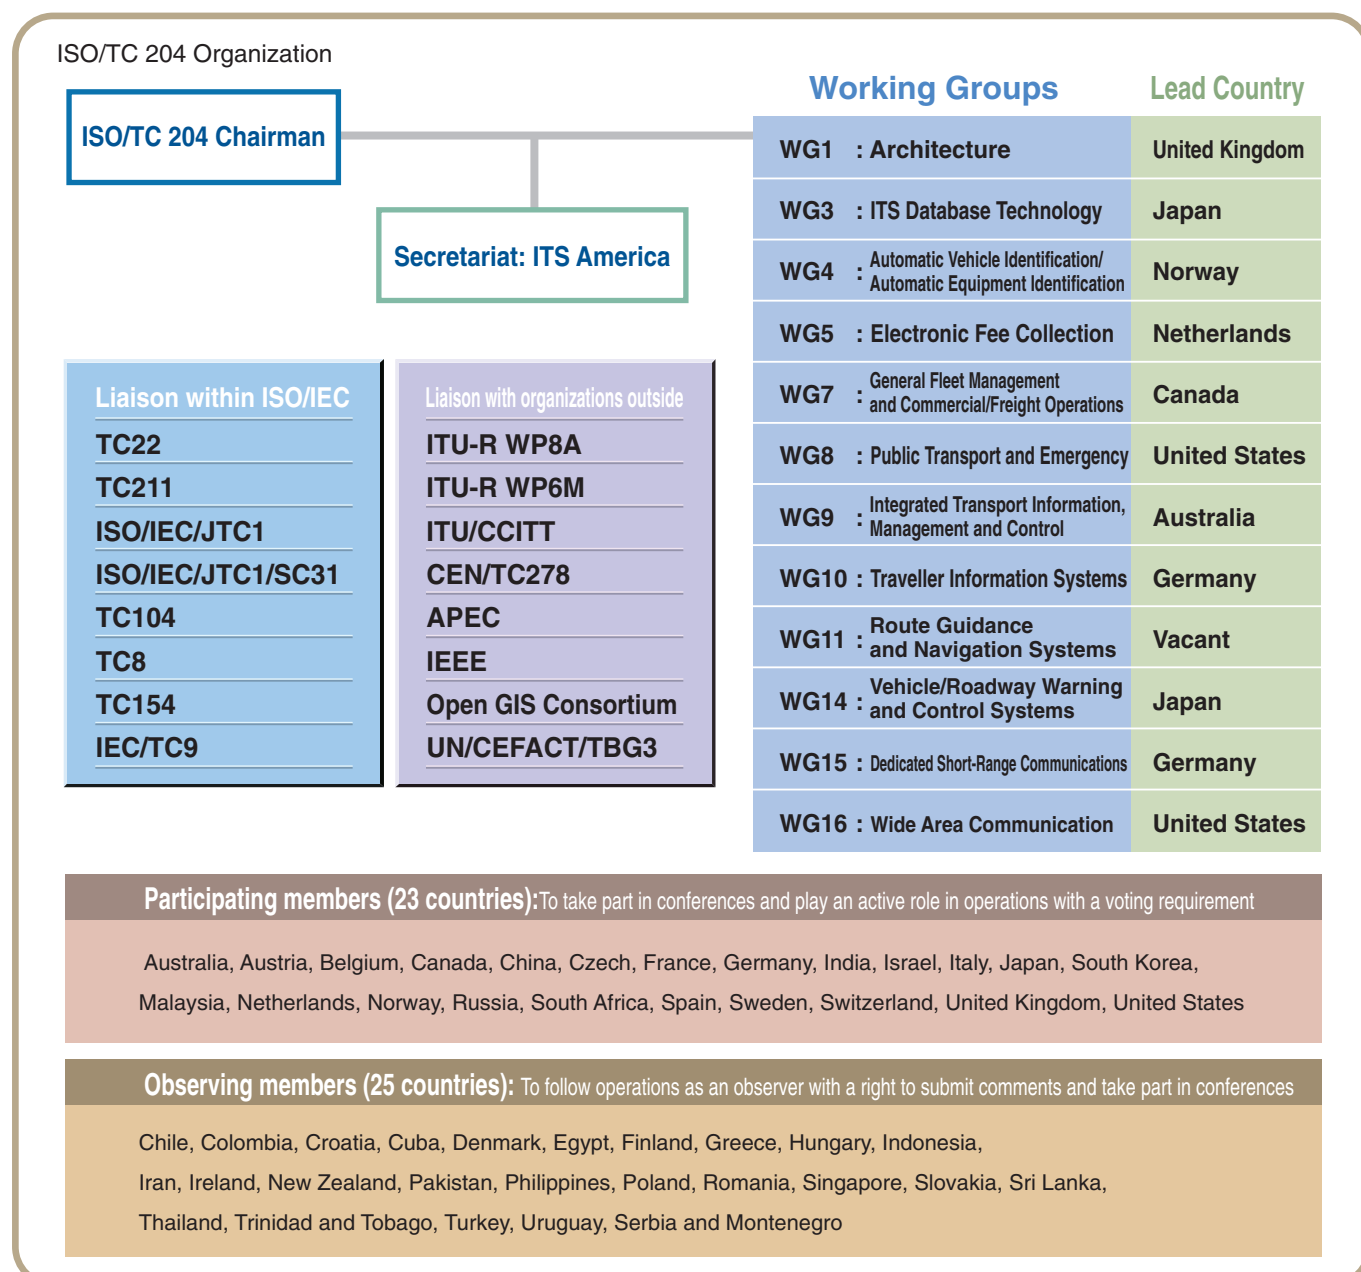 ISO/TC 204 Organization
ISO/TC 204 Chairman
Secretariat: ITS America
Working Groups Lead Country
WG1 : Architecture United Kingdom
WG3 : ITS Database Technology Japan
WG4 : Automatic Vehicle Identification/
Automatic Equipment Identification Norway
WG5 : Electronic Fee Collection Netherlands
WG7 : General Fleet Management
and Commercial/Freight Operations Canada
WG8 : Public Transport and Emergency United States
WG9 : Integrated Transport Information,
Management and Control Australia
WG10 : Traveller Information Systems Germany
WG11 : Route Guidance
and Navigation Systems Vacant
WG14 : Vehicle/Roadway Warning
and Control Systems Japan
WG15 : Dedicated Short-Range Communications Germany
WG16 : Wide Area Communication United States
Liaison within ISO/IEC
TC22
TC211
ISO/IEC/JTC1
ISO/IEC/JTC1/SC31
TC104
TC8
TC154
IEC/TC9
Liaison with organizations outside
ITU-R WP8A
ITU-R WP6M
ITU/CCITT
CEN/TC278
APEC
IEEE
Open GIS Consortium
UN/CEFACT/TBG3
Participating members (23 countries):To take part in conferences and play an active role in operations with a voting requirement
Australia, Austria, Belgium, Canada, China, Czech, France, Germany, India, Israel, Italy, Japan, South Korea,
Malaysia, Netherlands, Norway, Russia, South Africa, Spain, Sweden, Switzerland, United Kingdom, United States
Observing members (25 countries): To follow operations as an observer with a right to submit comments and take part in conferences
Chile, Colombia, Croatia, Cuba, Denmark, Egypt, Finland, Greece, Hungary, Indonesia,
Iran, Ireland, New Zealand, Pakistan, Philippines, Poland, Romania, Singapore, Slovakia, Sri Lanka,
Thailand, Trinidad and Tobago, Turkey, Uruguay, Serbia and Montenegro